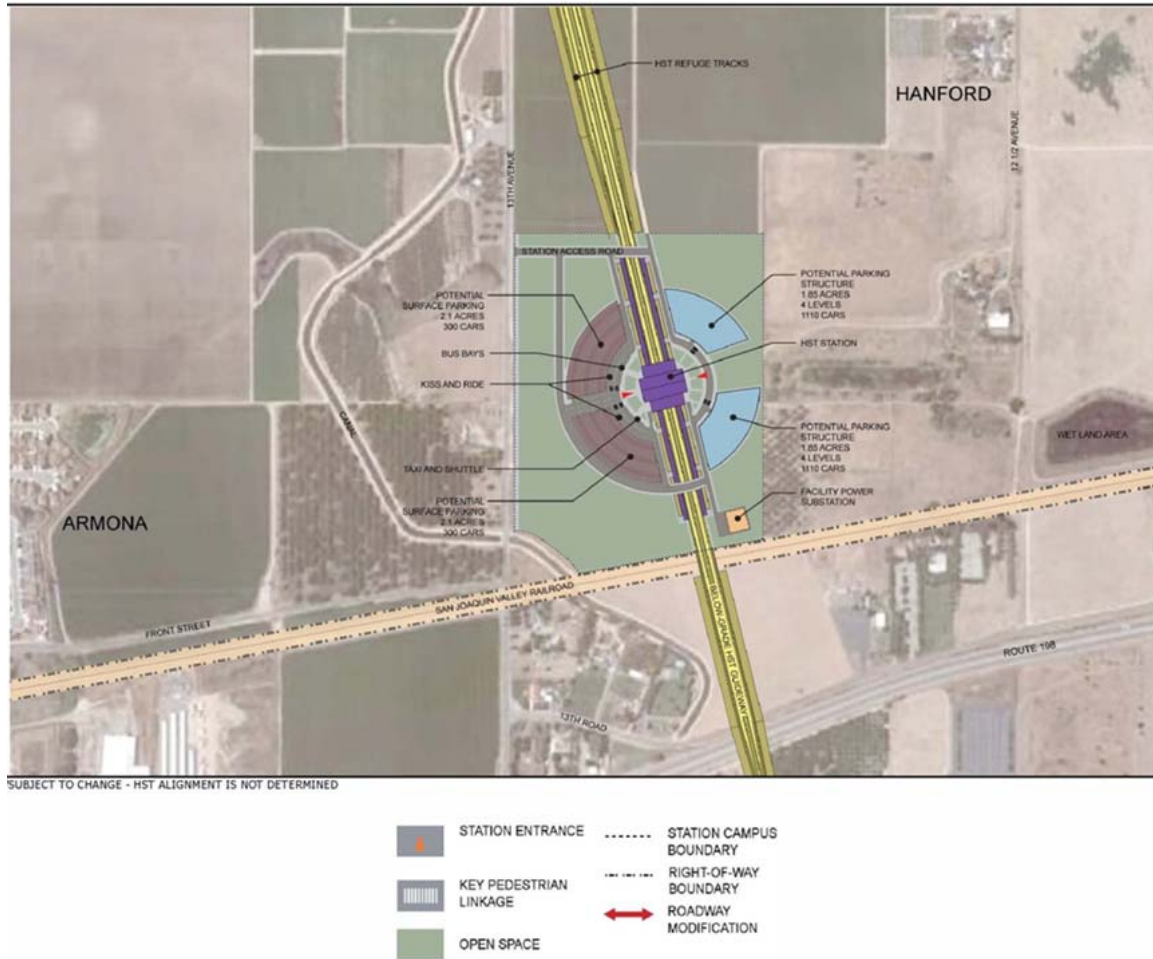 HST REFUGE TRACKS
HANFORD
13TH AVENUE
12 1/2 AVENUE
STATION ACCESS ROAD
POTENTIAL
SURFACE PARKING
2.1 ACRES
300 CARS
BUS BAYS
KISS AND RIDE
TAXI AND SHUTTLE
POTENTIAL
SURFACE PARKING
2.1 ACRES
300 CARS
POTENTIAL PARKING
STRUCTURE
1.85 ACRES
4 LEVELS
1110 CARS
HST STATION
POTENTIAL PARKING
STRUCTURE
1.85 ACRES
4 LEVELS
1110 CARS
FACILITY POWER
SUBSTATION
WET LAND AREA
CANAL
ARMONA
FRONT STREET
SAN JOAQUIN VALLEY RAILROAD
BELOW-GRADE HST GUIDEWAY
ROUTE 198
13TH ROAD
*SUBJECT TO CHANGE - HST ALIGNMENT IS NOT DETERMINED
STATION ENTRANCE
KEY PEDESTRIAN
LINKAGE
OPEN SPACE
STATION CAMPUS
BOUNDARY
RIGHT-OF-WAY
BOUNDARY
ROADWAY
MODIFICATION